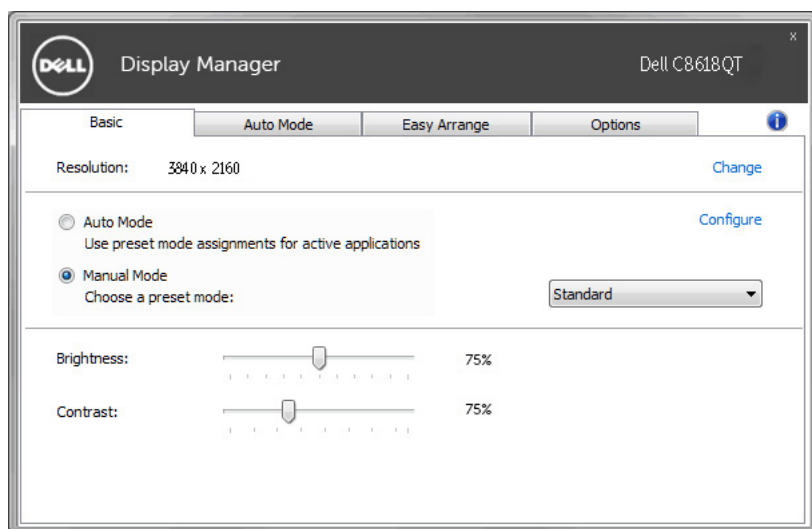 DELL Display Manager Dell C8618QT x
Basic Auto Mode Easy Arrange Options i
Resolution: 3840 x 2160 Change
Auto Mode Configure
Use preset mode assignments for active applications
Manual Mode
Choose a preset mode: Standard
Brightness: 75%
Contrast: 75%